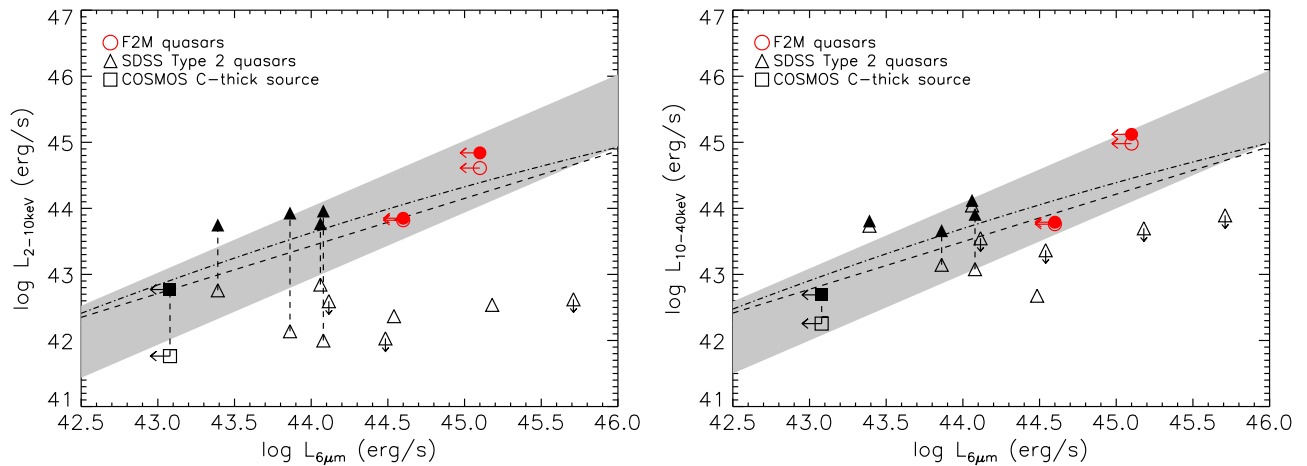 47
46
45
44
43
42
41
log L2−10keV (erg/s)
F2M quasars
SDSS Type 2 quasars
COSMOS C−thick source
42.5 43.0 43.5 44.0 44.5 45.0 45.5 46.0
log L6μm (erg/s)
47
46
45
44
43
42
41
log L10−40keV (erg/s)
F2M quasars
SDSS Type 2 quasars
COSMOS C−thick source
42.5 43.0 43.5 44.0 44.5 45.0 45.5 46.0
log L6μm (erg/s)